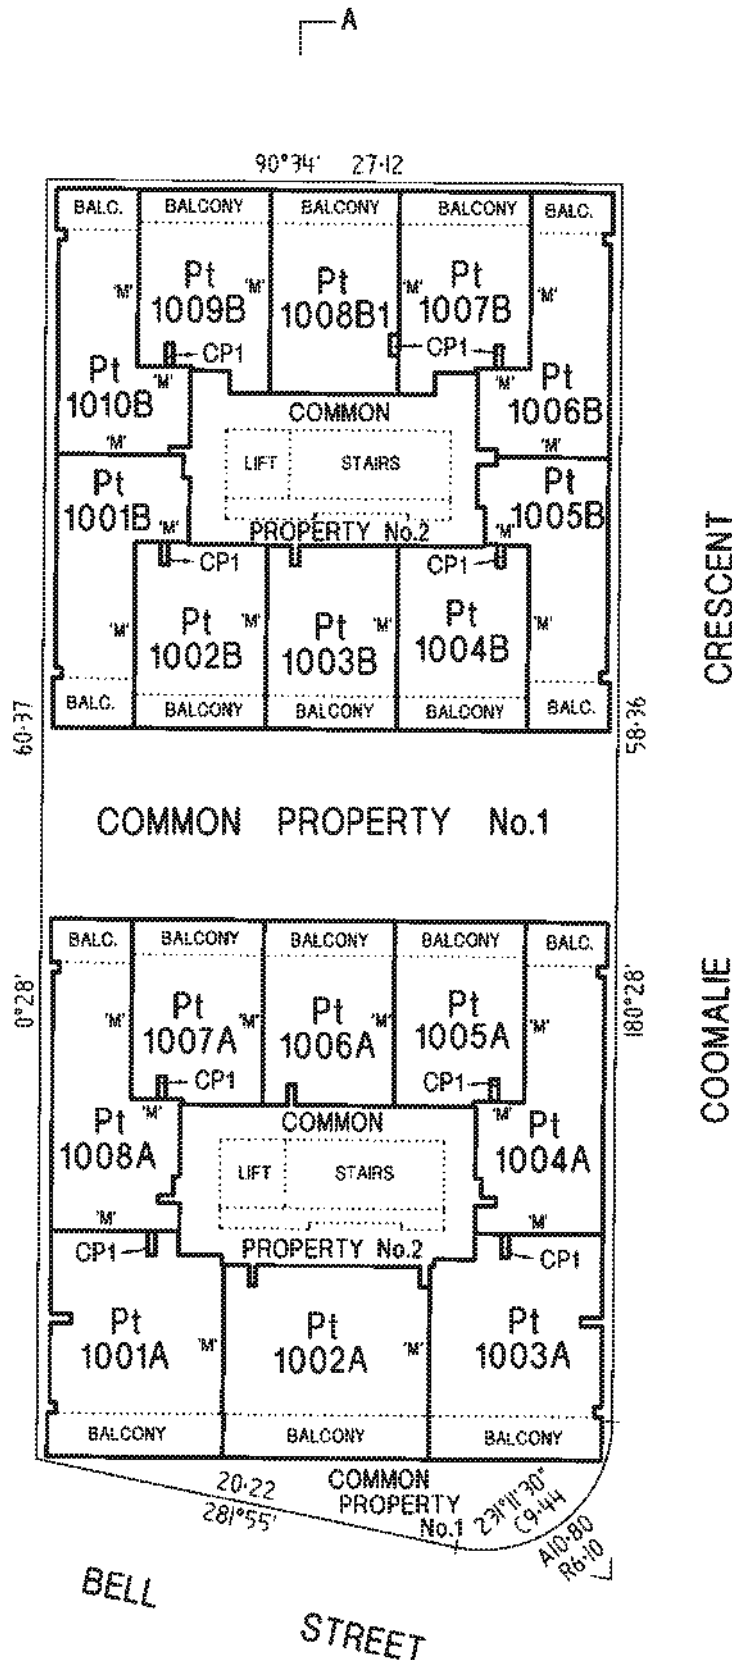 A
90°34' 27·12
BALC. BALCONY BALCONY BALCONY BALC.
Pt
1009B
'M'
'M'
Pt
1008B1
'M'
Pt
1007B
'M'
CP1
CP1
Pt
1010B
'M'
'M'
COMMON
'M'
Pt
1006B
'M'
LIFT STAIRS
Pt
1001B
'M'
PROPERTY No.2
'M'
Pt
1005B
CP1
CP1
'M'
Pt
1002B
'M'
Pt
1003B
'M'
Pt
1004B
'M'
BALC. BALCONY BALCONY BALCONY BALC.
CRESCENT
60·37
58·36
COMMON PROPERTY No.1
BALC. BALCONY BALCONY BALCONY BALC.
0°28'
180°28'
COOMALIE
'M'
Pt
1007A
'M'
Pt
1006A
'M'
Pt
1005A
'M'
CP1
CP1
'M'
Pt
1008A
'M'
COMMON
'M'
Pt
1004A
'M'
LIFT STAIRS
PROPERTY No.2
CP1
CP1
Pt
1001A
'M'
Pt
1002A
'M'
Pt
1003A
BALCONY BALCONY BALCONY
20·22
281°55'
COMMON
PROPERTY
No.1
231°11'30"
C9·44
A10·80
R6·10
BELL
STREET